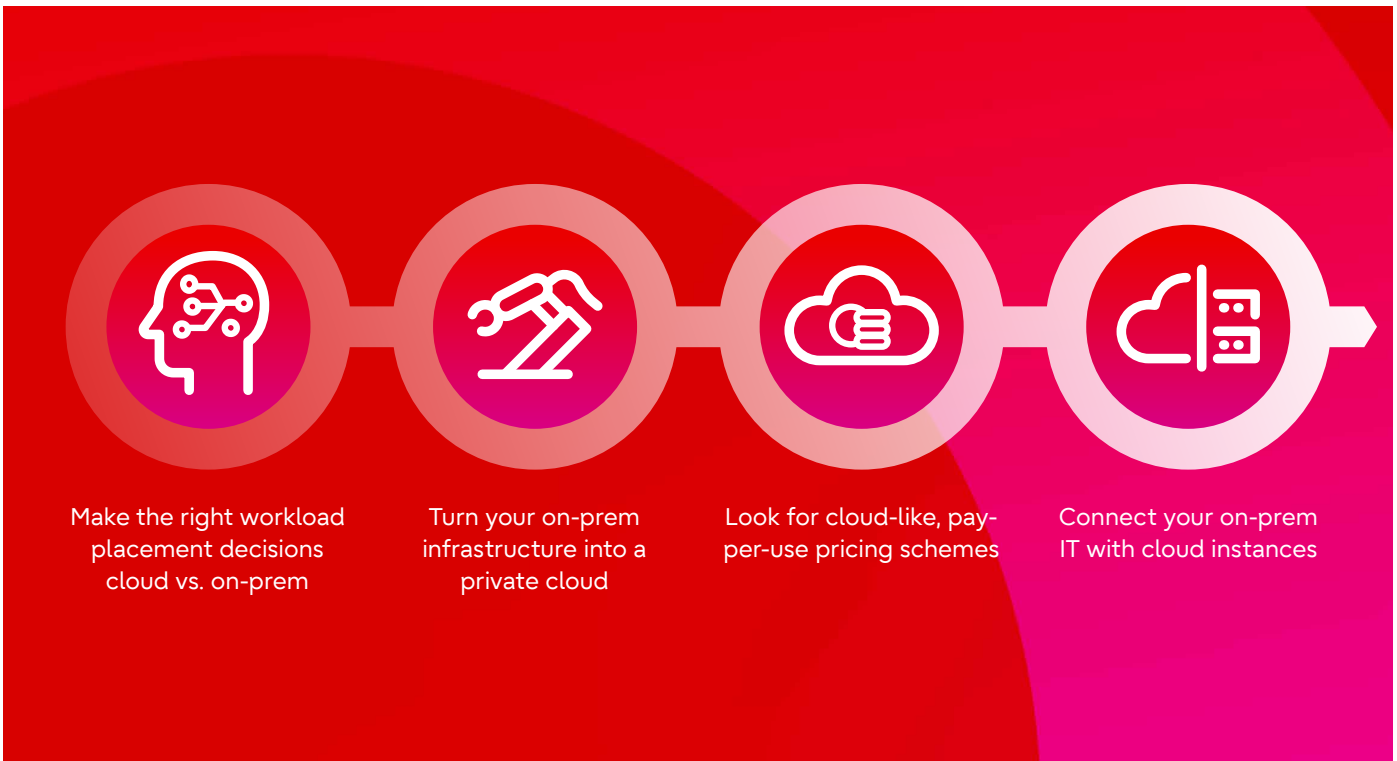 Make the right workload
placement decisions
cloud vs. on-prem
Turn your on-prem
infrastructure into a
private cloud
Look for cloud-like, pay-
per-use pricing schemes
Connect your on-prem
IT with cloud instances